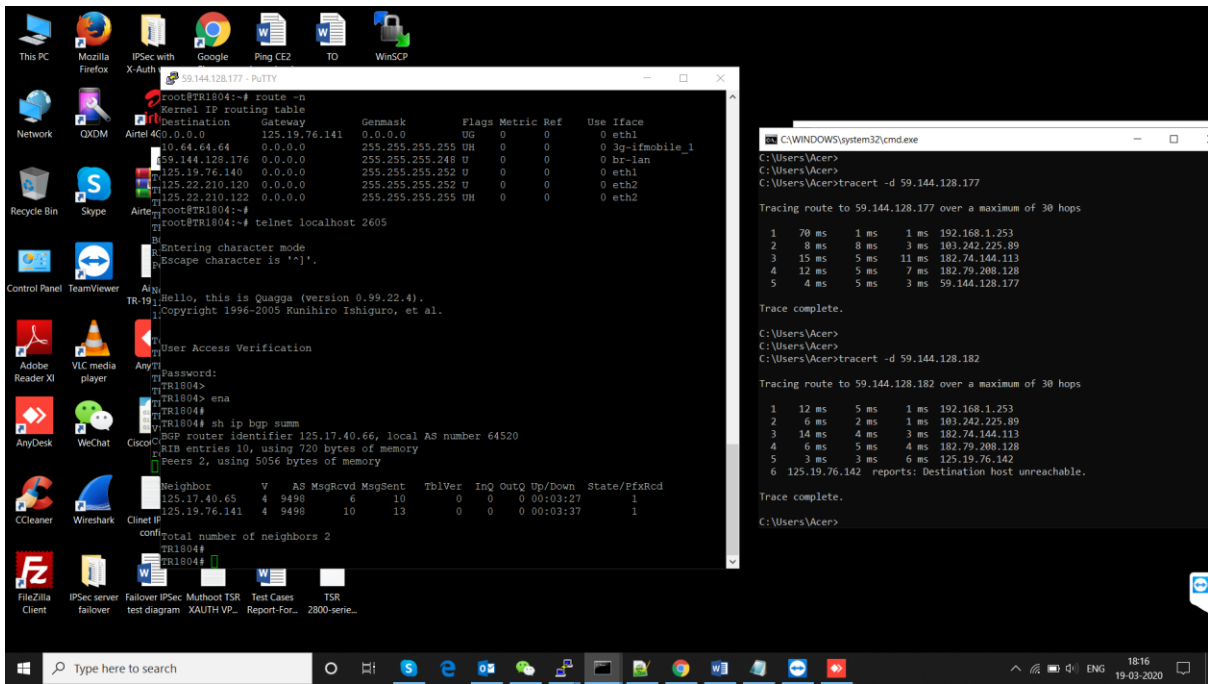 This PC
Mozilla Firefox
IPSec with X-Auth
Google
Ping CE2
TO
WinSCP
Network
QXDM
Airtel 4G
Recycle Bin
Skype
Airte
Control Panel
TeamViewer
TR-19
Adobe Reader XI
VLC media player
Any
AnyDesk
WeChat
Cisco
CCleaner
Wireshark
Clinet IP
confi
FileZilla Client
IPSec server failover
Failover IPSec test diagram
Muthoot TSR XAUTH VP...
Test Cases Report-For...
TSR 2800-serie...
59.144.128.177 - PuTTY
root@TR1804:~# route -n
Kernel IP routing table
Destination Gateway Genmask Flags Metric Ref Use Iface
0.0.0.0 125.19.76.141 0.0.0.0 UG 0 0 0 eth1
10.64.64.64 0.0.0.0 255.255.255.255 UH 0 0 0 3g-ifmobile_1
59.144.128.176 0.0.0.0 255.255.255.248 U 0 0 0 br-lan
125.19.76.140 0.0.0.0 255.255.255.252 U 0 0 0 eth1
125.22.210.120 0.0.0.0 255.255.255.252 U 0 0 0 eth2
125.22.210.122 0.0.0.0 255.255.255.255 UH 0 0 0 eth2
root@TR1804:~#
root@TR1804:~# telnet localhost 2605
Entering character mode
Escape character is '^]'.
Hello, this is Quagga (version 0.99.22.4).
Copyright 1996-2005 Kunihiro Ishiguro, et al.
User Access Verification
Password:
TR1804>
TR1804> ena
TR1804#
TR1804# sh ip bgp summ
BGP router identifier 125.17.40.66, local AS number 64520
RIB entries 10, using 720 bytes of memory
Peers 2, using 5056 bytes of memory
Neighbor V AS MsgRcvd MsgSent TblVer InQ OutQ Up/Down State/PfxRcd
125.17.40.65 4 9498 6 10 0 0 0 00:03:27 1
125.19.76.141 4 9498 10 13 0 0 0 00:03:37 1
Total number of neighbors 2
TR1804#
TR1804#
C:\WINDOWS\system32\cmd.exe
C:\Users\Acer>
C:\Users\Acer>
C:\Users\Acer>tracert -d 59.144.128.177
Tracing route to 59.144.128.177 over a maximum of 30 hops
1 70 ms 1 ms 1 ms 192.168.1.253
2 8 ms 8 ms 3 ms 103.242.225.89
3 15 ms 5 ms 11 ms 182.74.144.113
4 12 ms 5 ms 7 ms 182.79.208.128
5 4 ms 5 ms 3 ms 59.144.128.177
Trace complete.
C:\Users\Acer>
C:\Users\Acer>
C:\Users\Acer>tracert -d 59.144.128.182
Tracing route to 59.144.128.182 over a maximum of 30 hops
1 12 ms 5 ms 1 ms 192.168.1.253
2 6 ms 2 ms 1 ms 103.242.225.89
3 14 ms 4 ms 3 ms 182.74.144.113
4 6 ms 5 ms 4 ms 182.79.208.128
5 3 ms 3 ms 6 ms 125.19.76.142
6 125.19.76.142 reports: Destination host unreachable.
Trace complete.
C:\Users\Acer>
Type here to search
ENG
18:16
19-03-2020